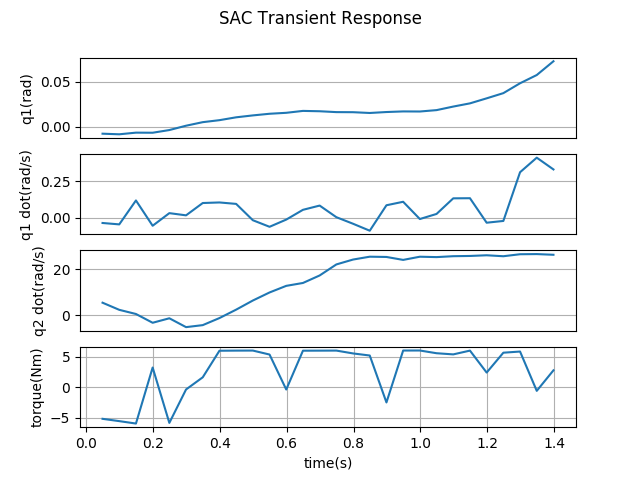 SAC Transient Response
q1(rad)
0.05
0.00
q1 dot(rad/s)
0.25
0.00
q2 dot(rad/s)
20
0
torque(Nm)
5
0
−5
0.0 0.2 0.4 0.6 0.8 1.0 1.2 1.4
time(s)